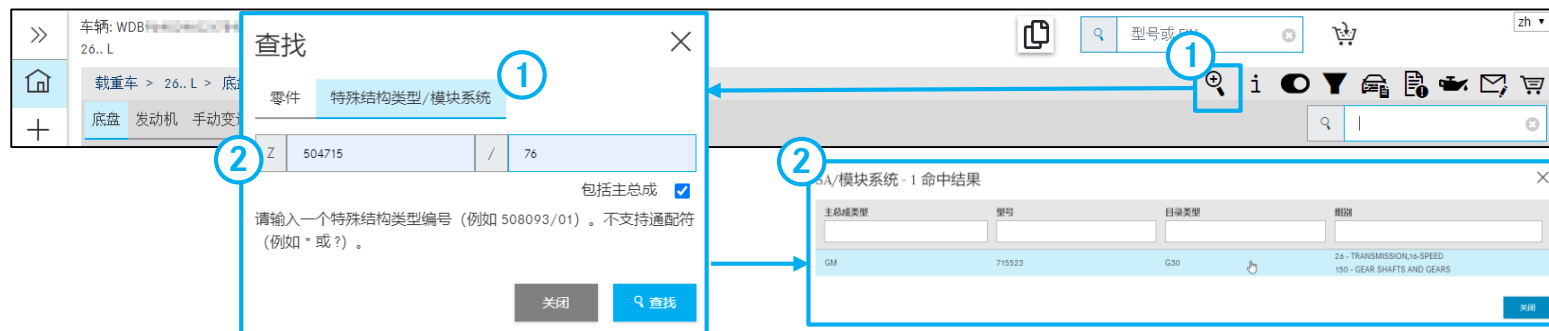 车辆: WDB
26.. L
载重车 > 26.. L > 底
底盘 发动机 手动变
型号或
zh
1
查找
零件 特殊结构类型/模块系统
1
2
Z 504715 / 76
包括主总成
请输入一个特殊结构类型编号（例如 508093/01）。不支持通配符
（例如 * 或 ?）。
关闭 查找
2
SA/模块系统 - 1 命中结果
主总成类型 型号 目录类型 组别
GM 715523 G30 26 - TRANSMISSION,16-SPEED
150 - GEAR SHAFTS AND GEARS
关闭